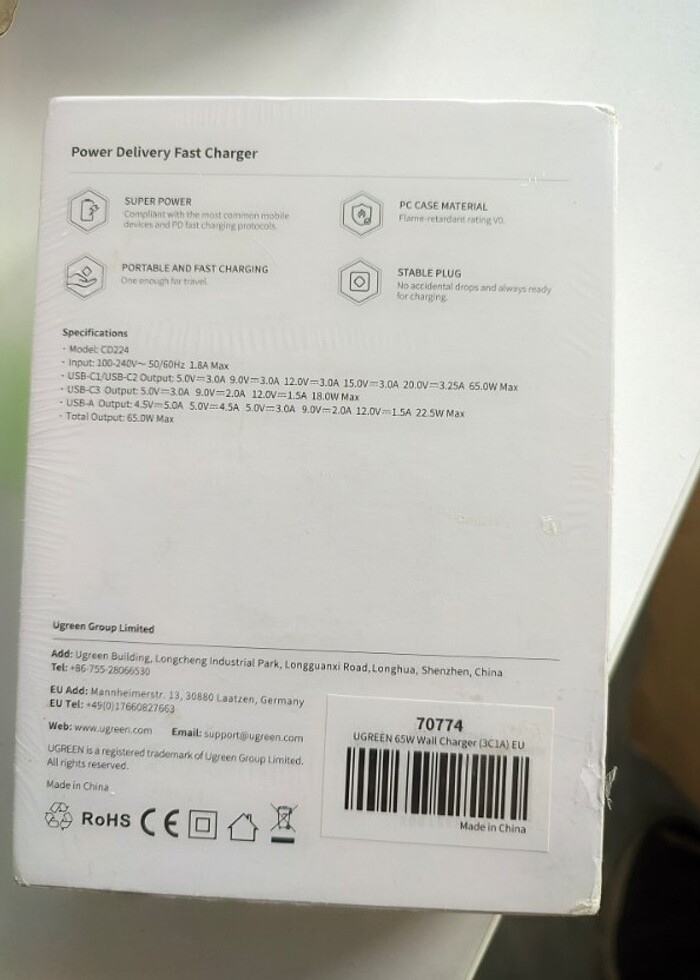 Power Delivery Fast Charger
SUPER POWER
Compliant with the most common mobile
devices and PD fast charging protocols.
PC CASE MATERIAL
Flame-retardant rating V0.
PORTABLE AND FAST CHARGING
One enough for travel.
STABLE PLUG
No accidental drops and always ready
for charging.
Specifications
· Model: CD224
· Input: 100-240V~ 50/60Hz 1.8A Max
· USB-C1/USB-C2 Output: 5.0V⎓3.0A 9.0V⎓3.0A 12.0V⎓3.0A 15.0V⎓3.0A 20.0V⎓3.25A 65.0W Max
· USB-C3 Output: 5.0V⎓3.0A 9.0V⎓2.0A 12.0V⎓1.5A 18.0W Max
· USB-A Output: 4.5V⎓5.0A 5.0V⎓4.5A 5.0V⎓3.0A 9.0V⎓2.0A 12.0V⎓1.5A 22.5W Max
· Total Output: 65.0W Max
Ugreen Group Limited
Add: Ugreen Building, Longcheng Industrial Park, Longguanxi Road, Longhua, Shenzhen, China
Tel: +86-755-28066530
EU Add: Mannheimerstr. 13, 30880 Laatzen, Germany
EU Tel: +49(0)17660827663
Web: www.ugreen.com Email: support@ugreen.com
UGREEN is a registered trademark of Ugreen Group Limited.
All rights reserved.
Made in China
RoHS CE
70774
UGREEN 65W Wall Charger (3C1A) EU
Made in China